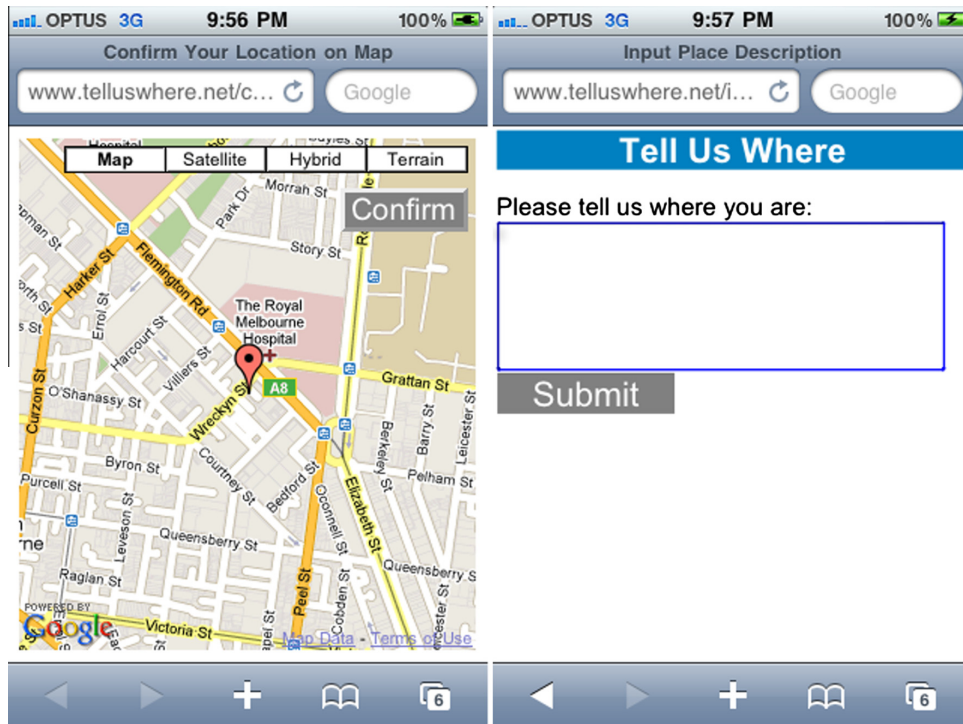 OPTUS 3G 9:56 PM 100%
Confirm Your Location on Map
www.telluswhere.net/c... Google
Hospital
Map Satellite Hybrid Terrain
Morrah St
Confirm
Park Dr
Story St
Harker St
Flemington Rd
Errol St
The Royal
Melbourne
Hospital
Harcourt St
Villiers St
A8
Grattan St
O'Shanassy St
Wreckyn St
Curzon St
Barry St
Berkeley St
Leicester St
Byron St
Courtney St
Bedford St
Pelham St
Purcell St
Elizabeth St
Oconnell St
Leveson St
Queensberry St
Queensberry S
Raglan St
Peel St
Cobden St
POWERED BY
Google
Victoria St
Map Data - Terms of Use
6
OPTUS 3G 9:57 PM 100%
Input Place Description
www.telluswhere.net/i... Google
Tell Us Where
Please tell us where you are:
Submit
6